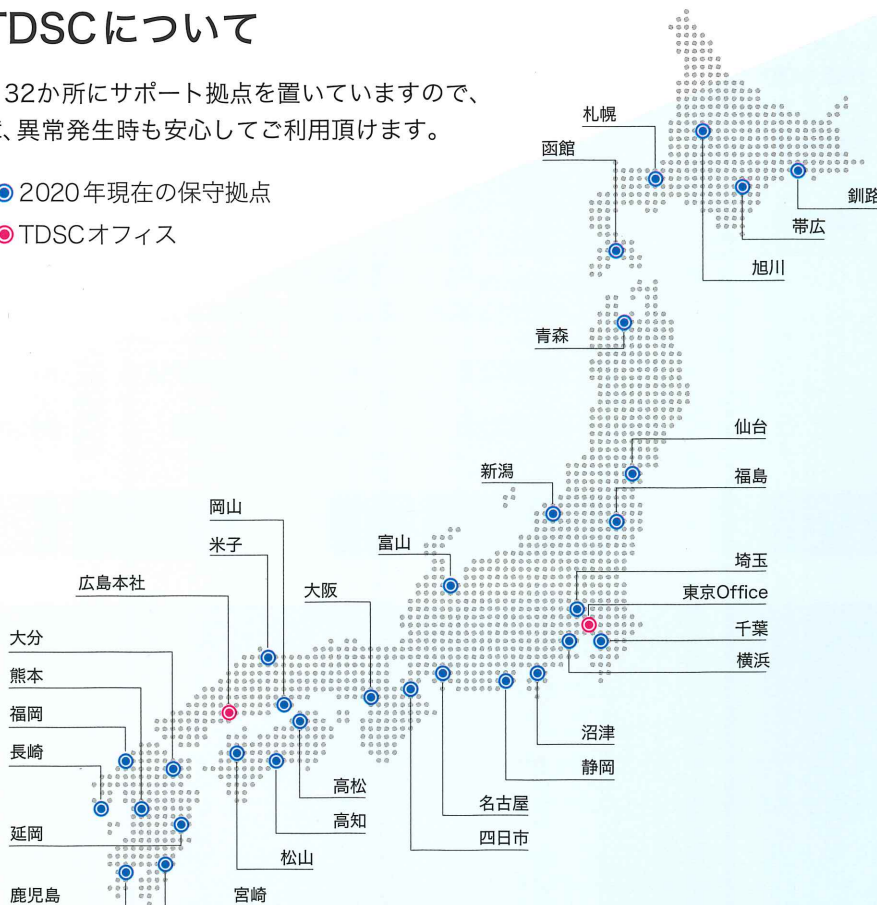 TDSCについて
32か所にサポート拠点を置いていますので、
異常発生時も安心してご利用頂けます。
2020年現在の保守拠点
TDSCオフィス
札幌
函館
釧路
帯広
旭川
青森
仙台
新潟
福島
岡山
米子
富山
埼玉
広島本社
大阪
東京Office
大分
千葉
熊本
横浜
福岡
沼津
長崎
静岡
高松
名古屋
高知
延岡
四日市
松山
鹿児島
宮崎